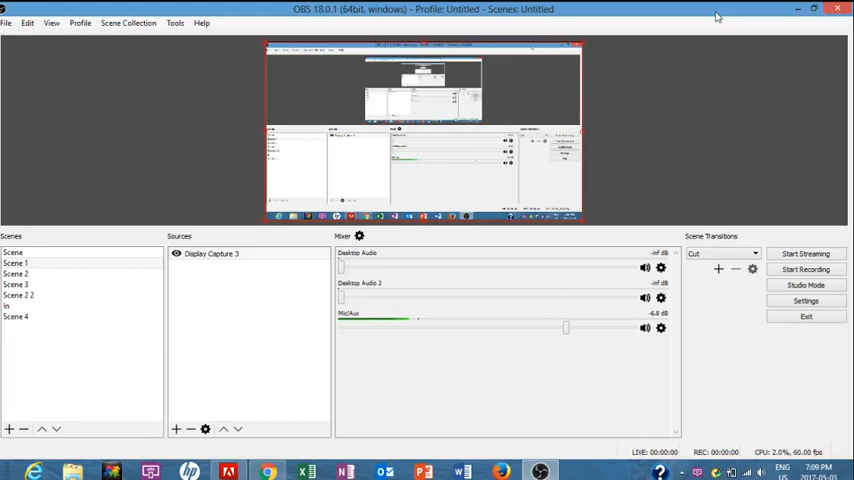 OBS 18.0.1 (64bit, windows) - Profile: Untitled - Scenes: Untitled
File Edit View Profile Scene Collection Tools Help
Scenes Sources Mixer Scene Transitions
Scene
Scene 1
Scene 2
Scene 3
Scene 2 2
In
Scene 4
Display Capture 3
Desktop Audio -inf dB
Desktop Audio 2 -inf dB
Mic/Aux -6.8 dB
Cut
Start Streaming
Start Recording
Studio Mode
Settings
Exit
LIVE: 00:00:00 REC: 00:00:00 CPU: 2.0%, 60.00 fps
ENG 7:09 PM
US 2017-05-03